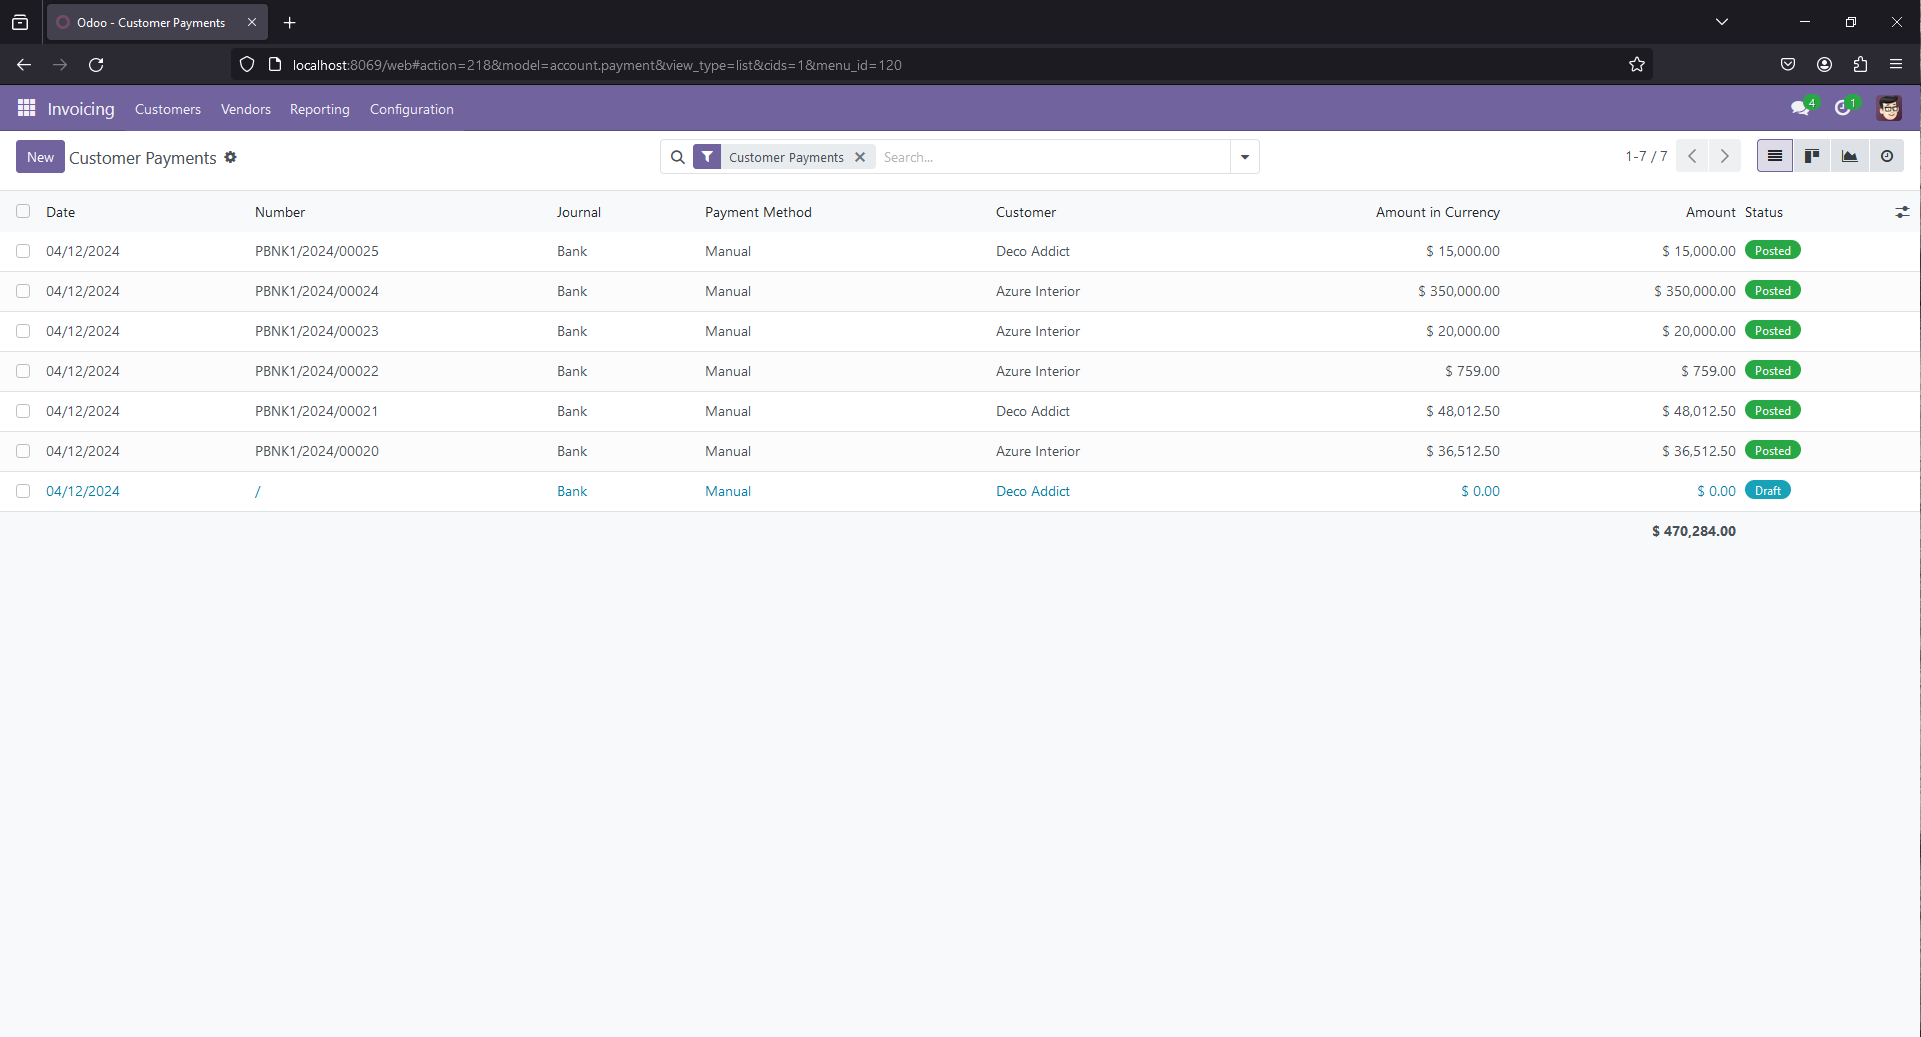 Odoo - Customer Payments
localhost:8069/web#action=218&model=account.payment&view_type=list&cids=1&menu_id=120
Invoicing Customers Vendors Reporting Configuration 4 1
New Customer Payments Customer Payments Search... 1-7 / 7
Date Number Journal Payment Method Customer Amount in Currency Amount Status
04/12/2024 PBNK1/2024/00025 Bank Manual Deco Addict $ 15,000.00 $ 15,000.00 Posted
04/12/2024 PBNK1/2024/00024 Bank Manual Azure Interior $ 350,000.00 $ 350,000.00 Posted
04/12/2024 PBNK1/2024/00023 Bank Manual Azure Interior $ 20,000.00 $ 20,000.00 Posted
04/12/2024 PBNK1/2024/00022 Bank Manual Azure Interior $ 759.00 $ 759.00 Posted
04/12/2024 PBNK1/2024/00021 Bank Manual Deco Addict $ 48,012.50 $ 48,012.50 Posted
04/12/2024 PBNK1/2024/00020 Bank Manual Azure Interior $ 36,512.50 $ 36,512.50 Posted
04/12/2024 / Bank Manual Deco Addict $ 0.00 $ 0.00 Draft
$ 470,284.00